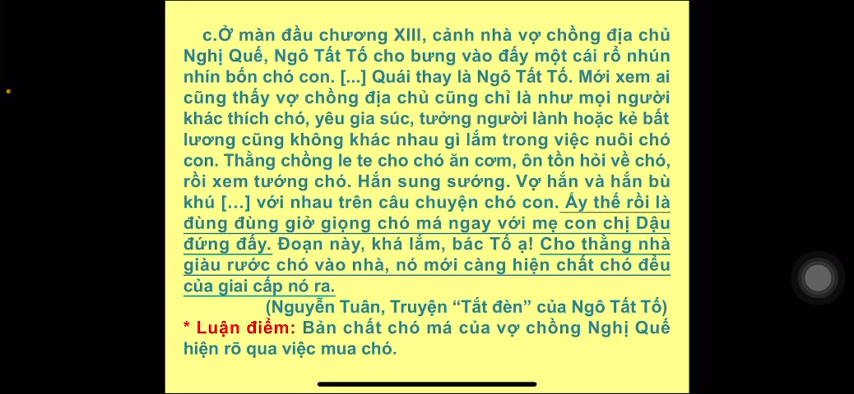 c.Ở màn đầu chương XIII, cảnh nhà vợ chồng địa chủ
Nghị Quế, Ngô Tất Tố cho bưng vào đấy một cái rổ nhún
nhín bốn chó con. [...] Quái thay là Ngô Tất Tố. Mới xem ai
cũng thấy vợ chồng địa chủ cũng chỉ là như mọi người
khác thích chó, yêu gia súc, tưởng người lành hoặc kẻ bất
lương cũng không khác nhau gì lắm trong việc nuôi chó
con. Thằng chồng le te cho chó ăn cơm, ôn tồn hỏi về chó,
rồi xem tướng chó. Hắn sung sướng. Vợ hắn và hắn bù
khú [...] với nhau trên câu chuyện chó con. Ấy thế rồi là
đùng đùng giở giọng chó má ngay với mẹ con chị Dậu
đứng đấy. Đoạn này, khá lắm, bác Tố ạ! Cho thằng nhà
giàu rước chó vào nhà, nó mới càng hiện chất chó đểu
của giai cấp nó ra.
(Nguyễn Tuân, Truyện “Tắt đèn” của Ngô Tất Tố)
* Luận điểm: Bản chất chó má của vợ chồng Nghị Quế
hiện rõ qua việc mua chó.